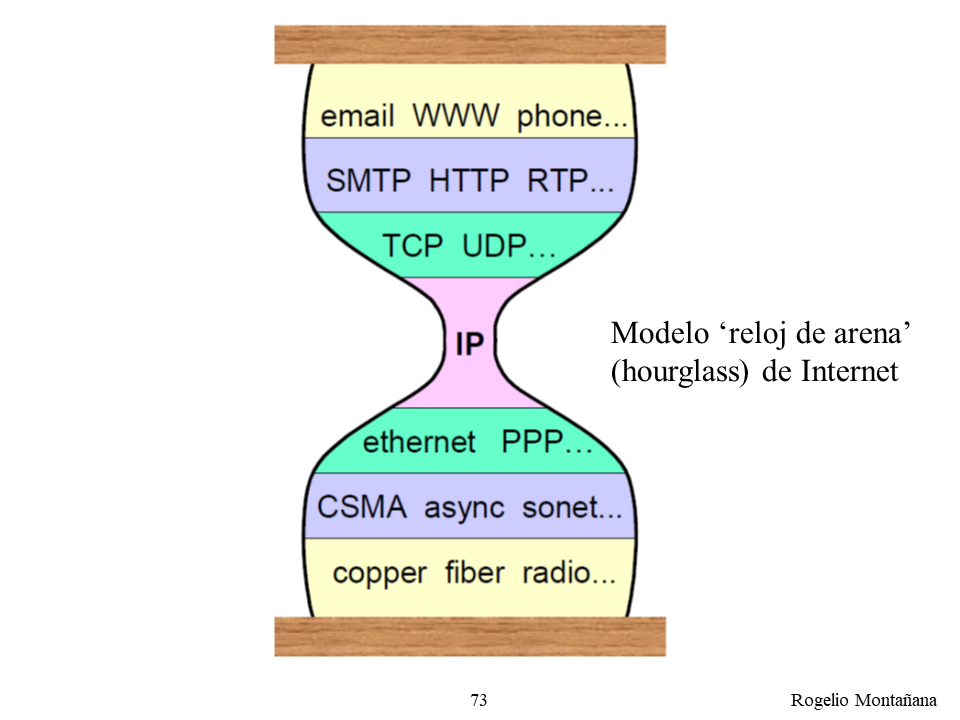 email WWW phone...
SMTP HTTP RTP...
TCP UDP...
IP
Modelo ‘reloj de arena’
(hourglass) de Internet
ethernet PPP...
CSMA async sonet...
copper fiber radio...
73
Rogelio Montañana